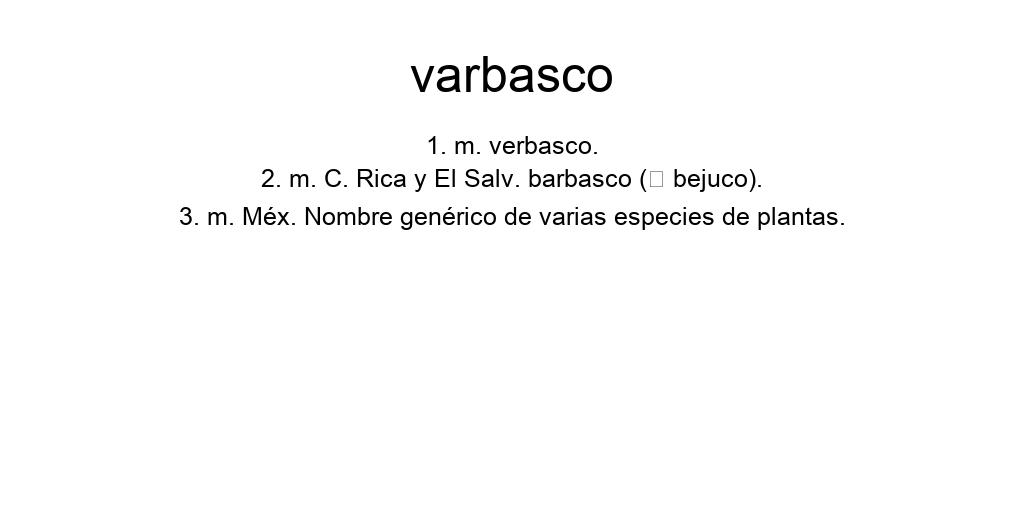 varbasco
1. m. verbasco.
2. m. C. Rica y El Salv. barbasco (□ bejuco).
3. m. Méx. Nombre genérico de varias especies de plantas.